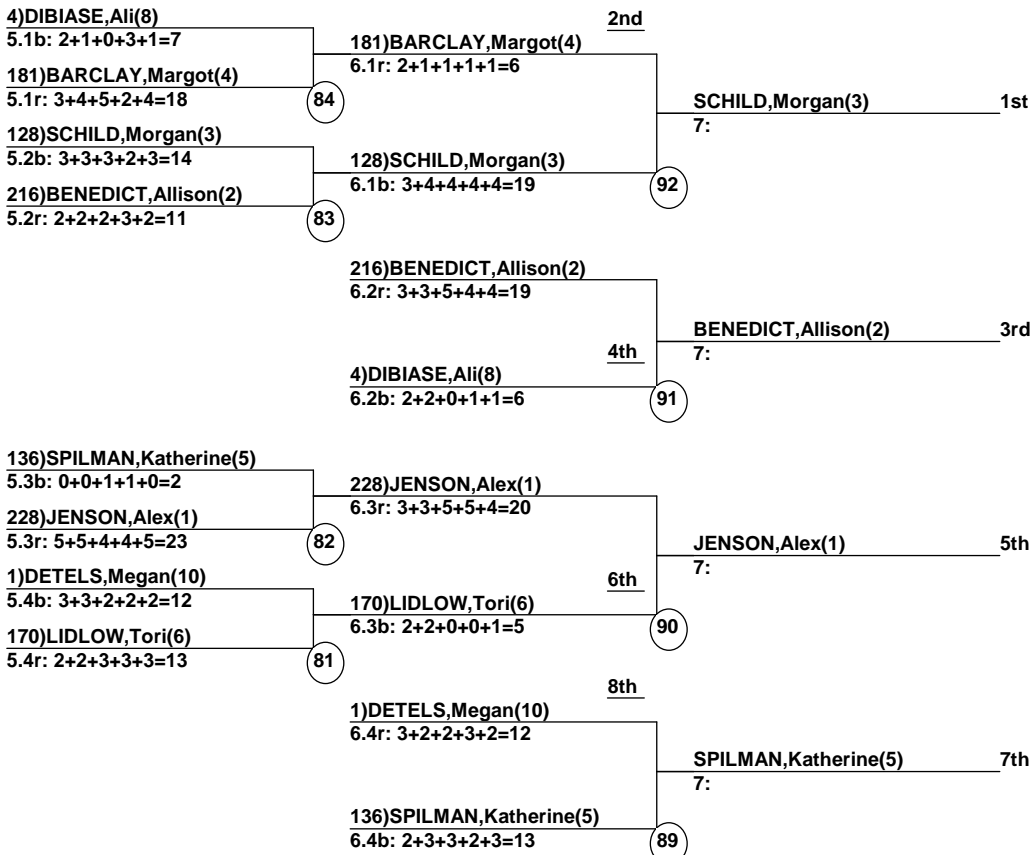 4)DIBIASE,Ali(8)
5.1b: 2+1+0+3+1=7
181)BARCLAY,Margot(4)
5.1r: 3+4+5+2+4=18
84
128)SCHILD,Morgan(3)
5.2b: 3+3+3+2+3=14
216)BENEDICT,Allison(2)
5.2r: 2+2+2+3+2=11
83
2nd
181)BARCLAY,Margot(4)
6.1r: 2+1+1+1+1=6
128)SCHILD,Morgan(3)
6.1b: 3+4+4+4+4=19
92
SCHILD,Morgan(3)
1st
7:
216)BENEDICT,Allison(2)
6.2r: 3+3+5+4+4=19
4th
4)DIBIASE,Ali(8)
6.2b: 2+2+0+1+1=6
91
BENEDICT,Allison(2)
3rd
7:
136)SPILMAN,Katherine(5)
5.3b: 0+0+1+1+0=2
228)JENSON,Alex(1)
5.3r: 5+5+4+4+5=23
82
1)DETELS,Megan(10)
5.4b: 3+3+2+2+2=12
170)LIDLOW,Tori(6)
5.4r: 2+2+3+3+3=13
81
228)JENSON,Alex(1)
6.3r: 3+3+5+5+4=20
6th
170)LIDLOW,Tori(6)
6.3b: 2+2+0+0+1=5
90
JENSON,Alex(1)
5th
7:
8th
1)DETELS,Megan(10)
6.4r: 3+2+2+3+2=12
136)SPILMAN,Katherine(5)
6.4b: 2+3+3+2+3=13
89
SPILMAN,Katherine(5)
7th
7: